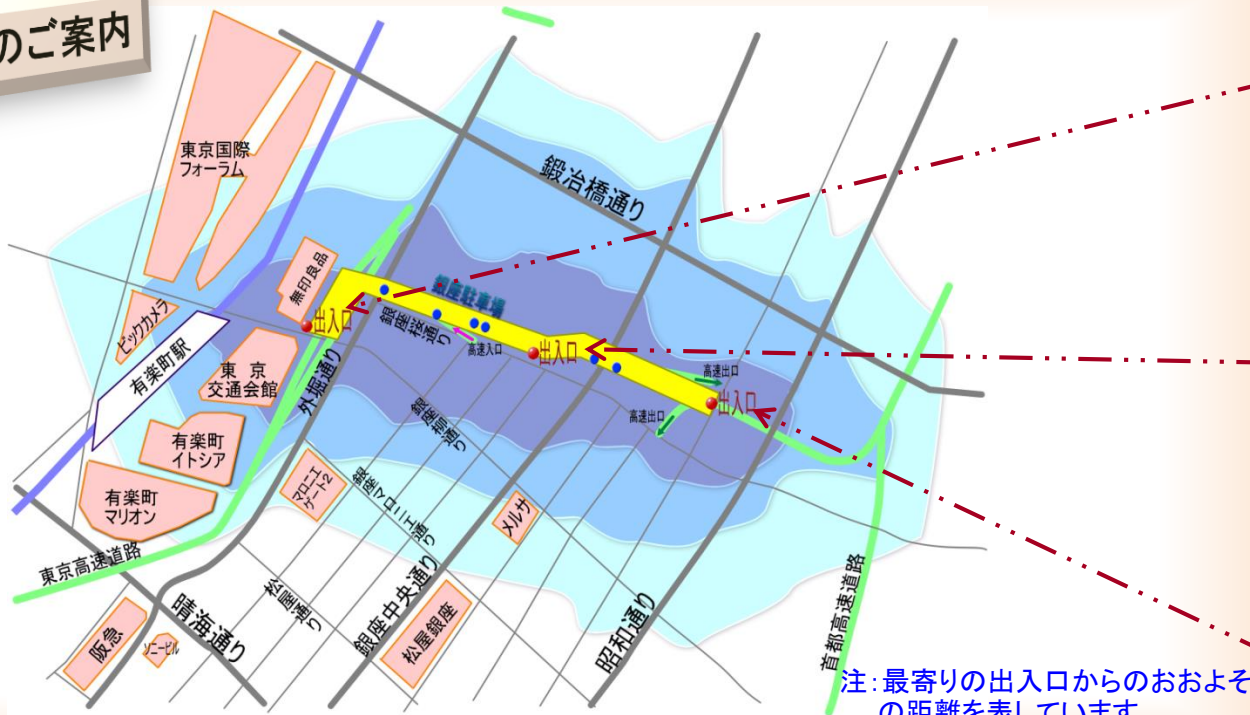 のご案内
東京国際
フォーラム
鍛冶橋通り
無印良品
銀座駐車場
ビックカメラ
出入口
銀座桜通り
高速入口
出入口
有楽町駅
東京
交通会館
外堀通り
高速出口
出入口
高速出口
銀座柳通り
有楽町
イトシア
有楽町
マリオン
マロニエ
ゲート2
銀座マロニエ通り
メルサ
東京高速道路
松屋通り
銀座中央通り
昭和通り
首都高速道路
晴海通り
阪急
ソニービル
松屋銀座
注:最寄りの出入口からのおおよそ
の距離を表しています